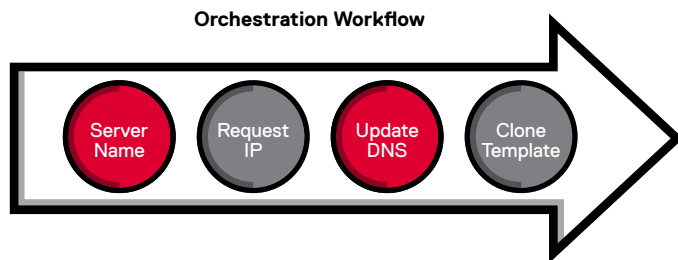 Orchestration Workflow
Server
Name
Request
IP
Update
DNS
Clone
Template